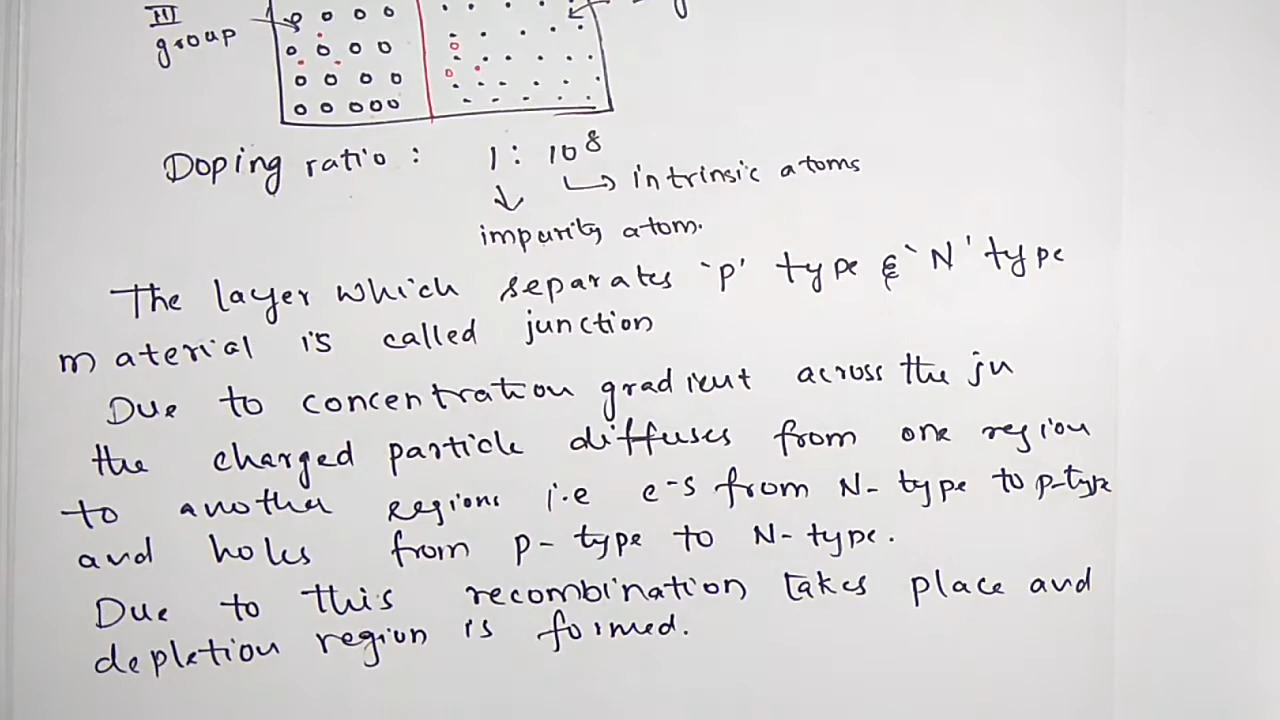 III
group
Doping ratio : 1 : 10⁸
intrinsic atoms
impurity atom.
The layer which separates 'p' type & 'N' type
material is called junction
Due to concentration gradient across the ju
the charged particle diffuses from one region
to another regions i.e e-s from N-type to p-type
and holes from p-type to N-type.
Due to this recombination takes place and
depletion region is formed.